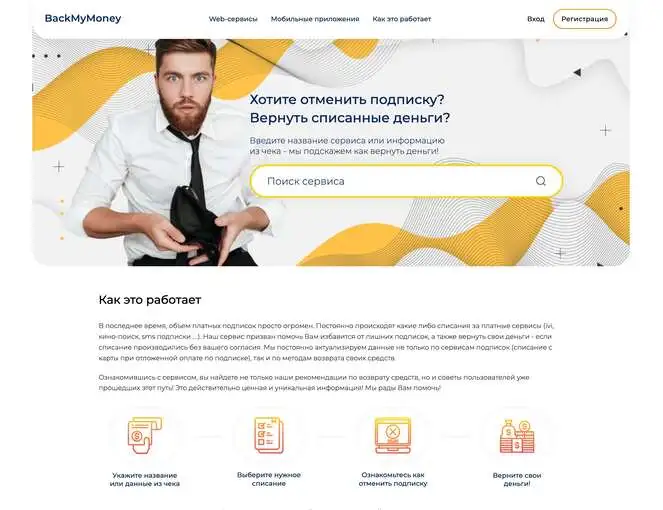 BackMyMoney
Web-сервисы Мобильные приложения Как это работает
Вход Регистрация
Хотите отменить подписку?
Вернуть списанные деньги?
Введите название сервиса или информацию
из чека - мы подскажем как вернуть деньги!
Поиск сервиса
Как это работает
В последнее время, объем платных подписок просто огромен. Постоянно происходят какие либо списания за платные сервисы (ivi,
кино-поиск, sms подписки ....). Наш сервис призван помочь Вам избавится от лишних подписок, а также вернуть свои деньги - если
списание производились без вашего согласия. Мы постоянно актуализируем данные не только по сервисам подписок (списание с
карты при отложенной оплате по подписке), так и по методам возврата своих средств.
Ознакомившись с сервисом, вы найдете не только наши рекомендации по возврату средств, но и советы пользователей уже
прошедших этот путь! Это действительно ценная и уникальная информация! Мы рады Вам помочь!
Укажите название
или данные из чека
Выберите нужное
списание
Ознакомьтесь как
отменить подписку
Верните свои
деньги!